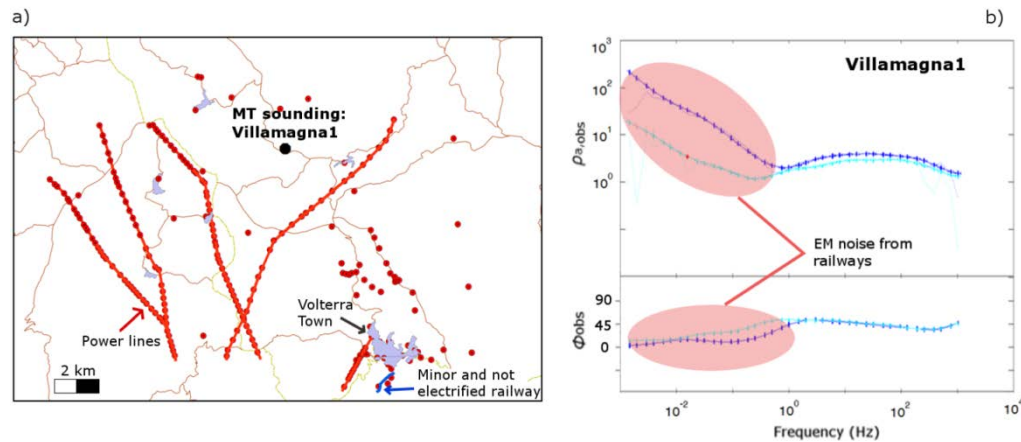 a)
MT sounding:
Villamagna1
Power lines
Volterra
Town
Minor and not
electrified railway
2 km
b)
Villamagna1
10³
10²
10¹
10⁰
ρa,obs
EM noise from
railways
90
45
0
Φobs
10⁻²
10⁰
10²
10⁴
Frequency (Hz)